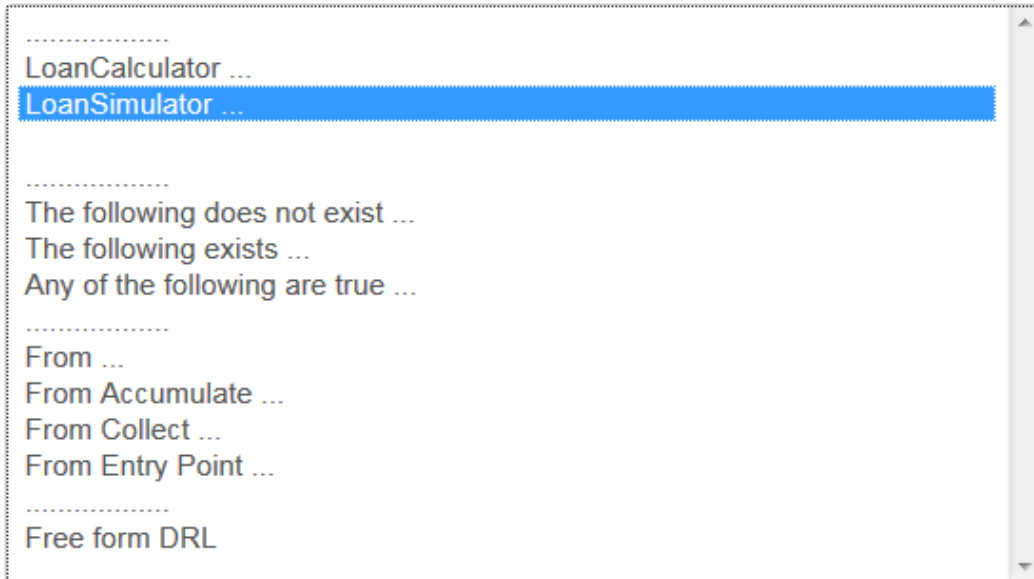 ..................
LoanCalculator ...
LoanSimulator ...
..................
The following does not exist ...
The following exists ...
Any of the following are true ...
..................
From ...
From Accumulate ...
From Collect ...
From Entry Point ...
..................
Free form DRL